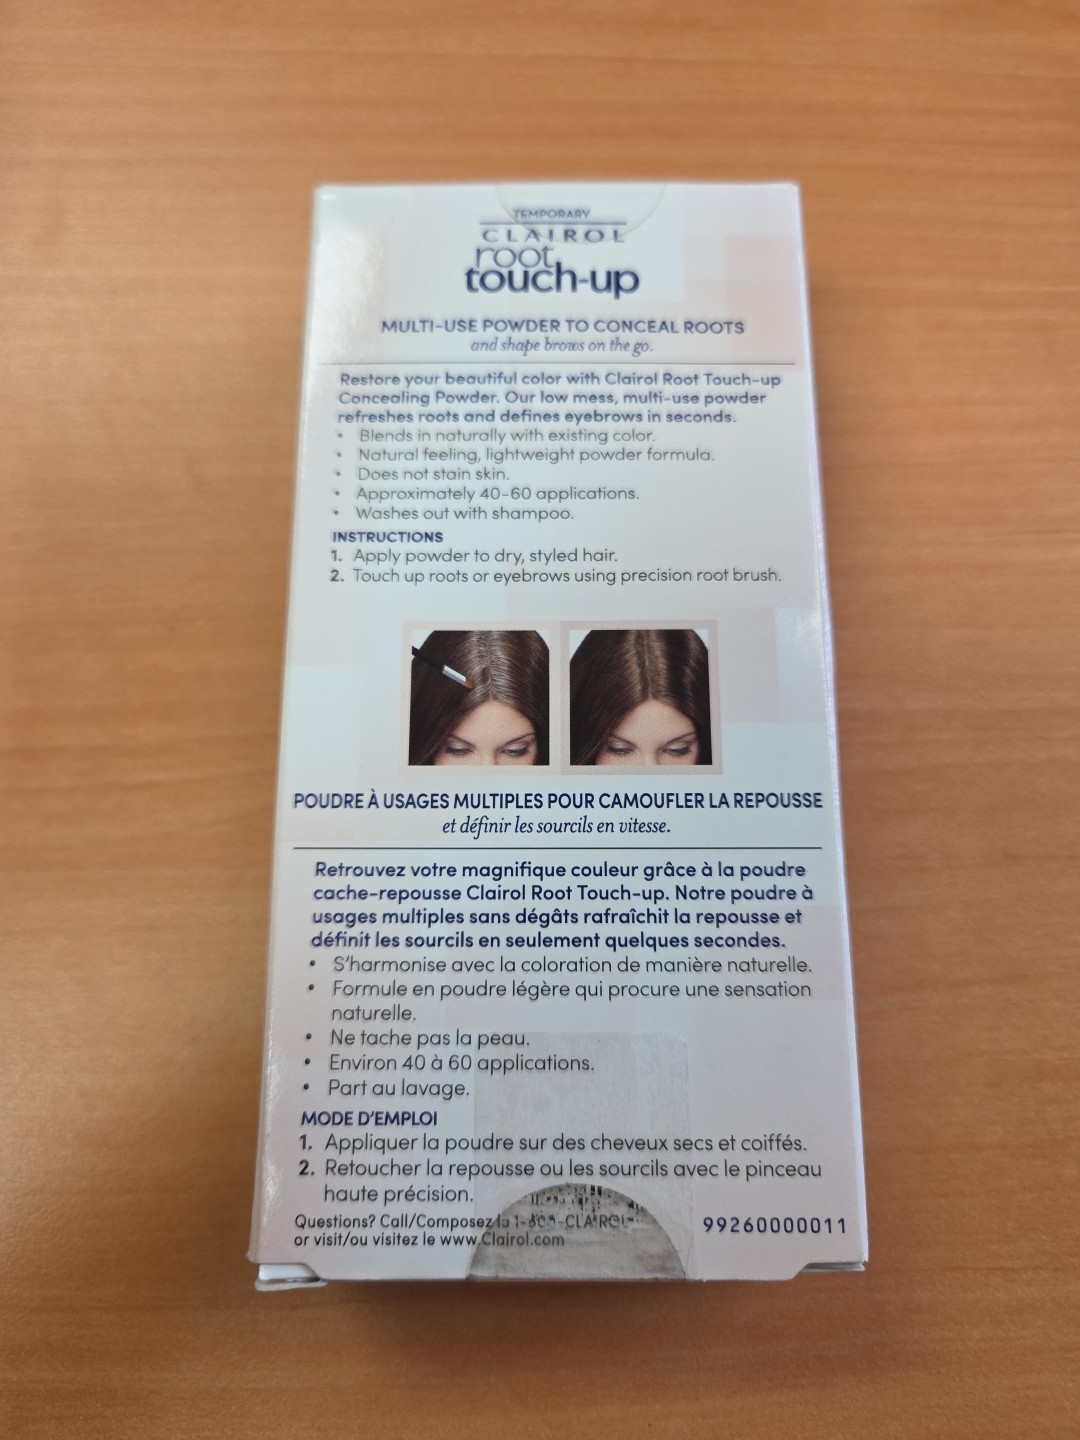 TEMPORARY
CLAIROL
root
touch-up
MULTI-USE POWDER TO CONCEAL ROOTS
and shape brows on the go.
Restore your beautiful color with Clairol Root Touch-up
Concealing Powder. Our low mess, multi-use powder
refreshes roots and defines eyebrows in seconds.
• Blends in naturally with existing color.
• Natural feeling, lightweight powder formula.
• Does not stain skin.
• Approximately 40-60 applications.
• Washes out with shampoo.
INSTRUCTIONS
1. Apply powder to dry, styled hair.
2. Touch up roots or eyebrows using precision root brush.
POUDRE À USAGES MULTIPLES POUR CAMOUFLER LA REPOUSSE
et définir les sourcils en vitesse.
Retrouvez votre magnifique couleur grâce à la poudre
cache-repousse Clairol Root Touch-up. Notre poudre à
usages multiples sans dégâts rafraîchit la repousse et
définit les sourcils en seulement quelques secondes.
• S'harmonise avec la coloration de manière naturelle.
• Formule en poudre légère qui procure une sensation
naturelle.
• Ne tache pas la peau.
• Environ 40 à 60 applications.
• Part au lavage.
MODE D'EMPLOI
1. Appliquer la poudre sur des cheveux secs et coiffés.
2. Retoucher la repousse ou les sourcils avec le pinceau
haute précision.
Questions? Call/Composez
or visit/ou visitez le www.Clairol.com
99260000011